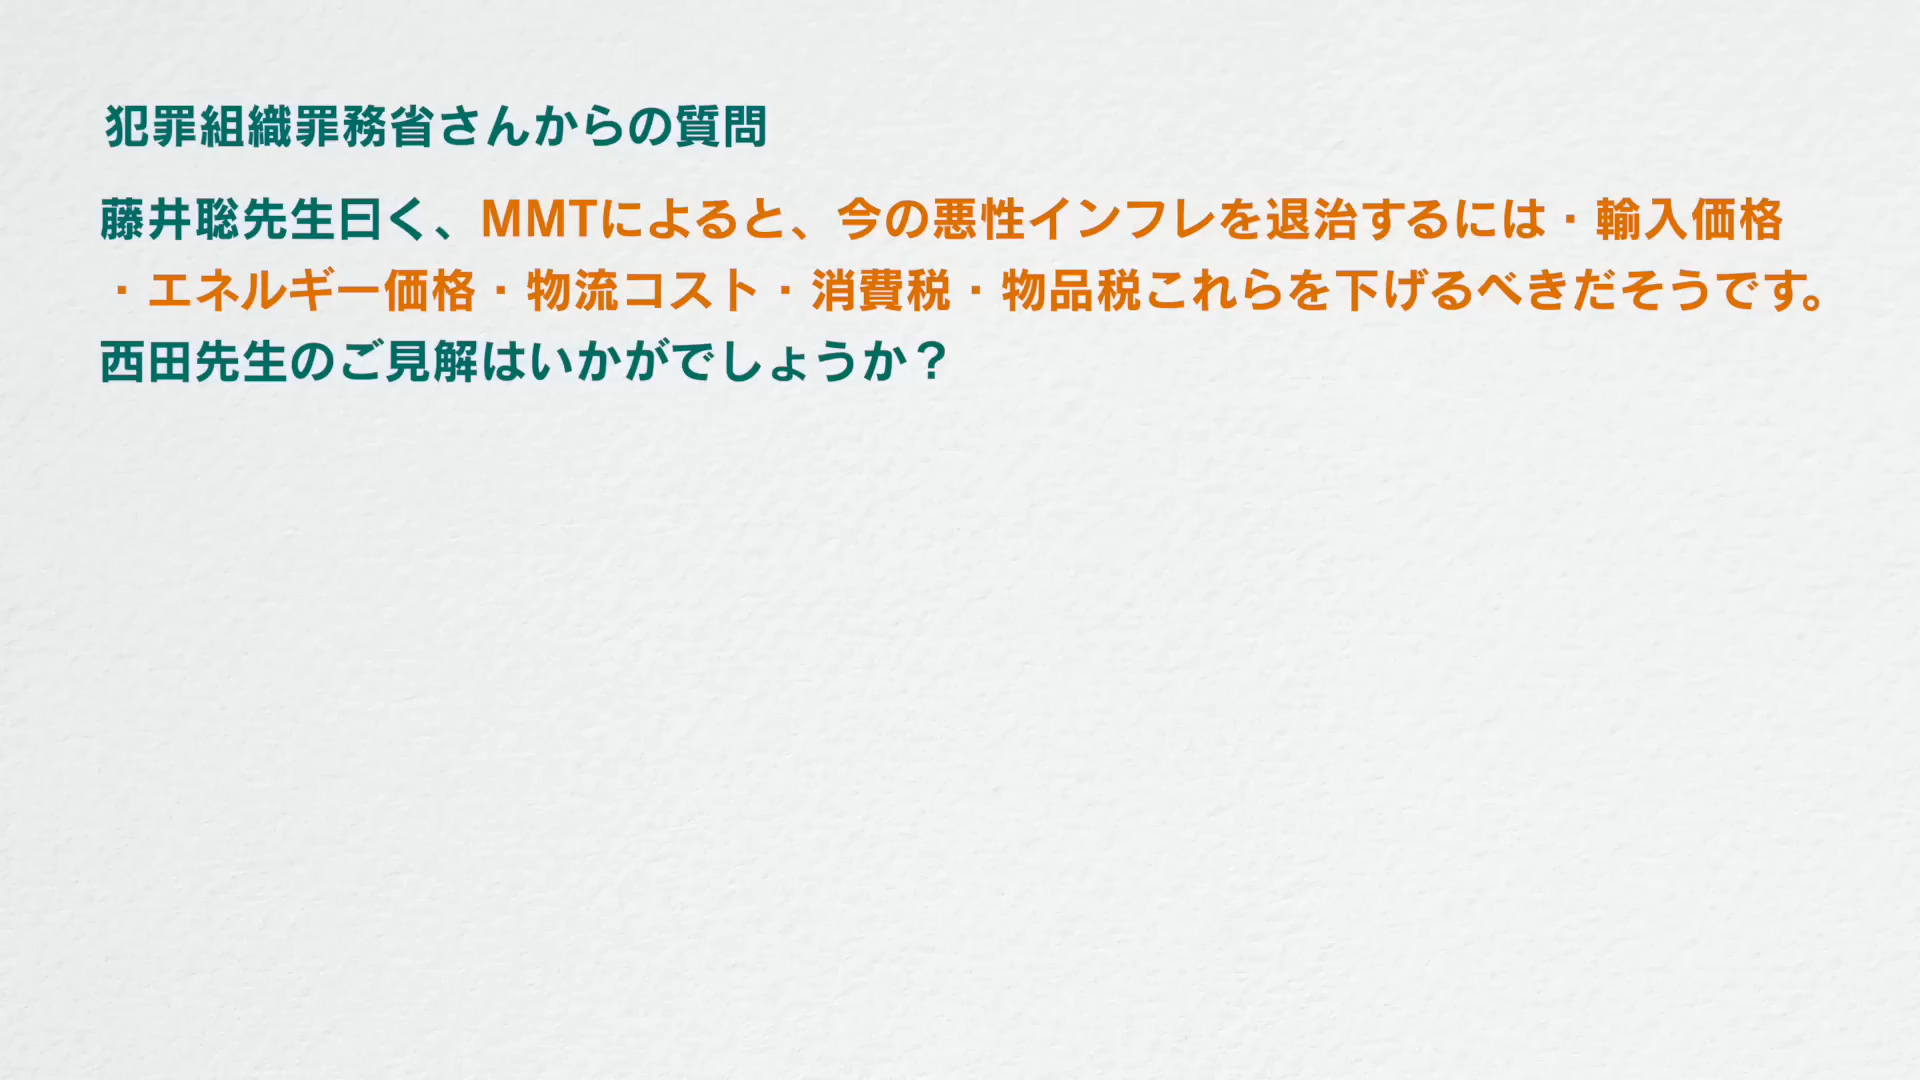 犯罪組織罪務省さんからの質問
藤井聡先生曰く、MMTによると、今の悪性インフレを退治するには・輸入価格
・エネルギー価格・物流コスト・消費税・物品税これらを下げるべきだそうです。
西田先生のご見解はいかがでしょうか？